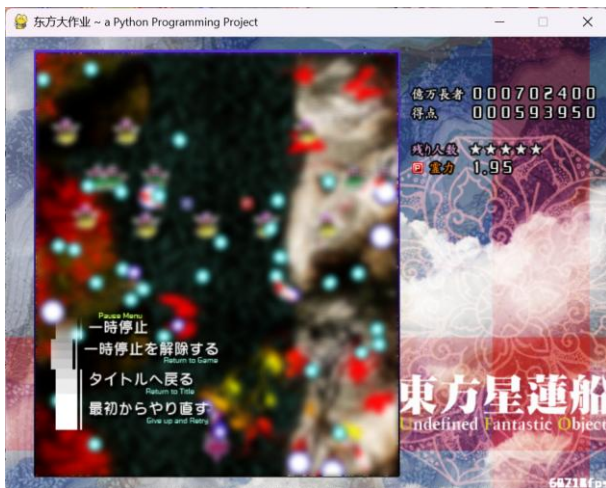 东方大作业 ~ a Python Programming Project
億万長者 000702400
得点 000593950
残り人数 ★★★★★
P 霊力 1.95
Pause Menu
一時停止
一時停止を解除する
Return to Game
タイトルへ戻る
Return to Title
最初からやり直す
Give up and Retry
東方星蓮船
Undefined Fantastic Object